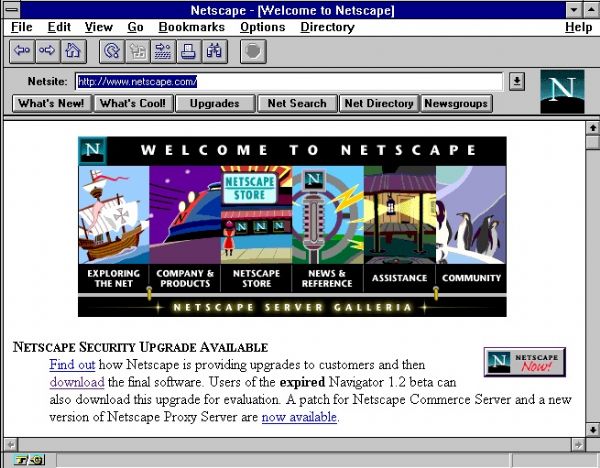 Netscape - [Welcome to Netscape]
File Edit View Go Bookmarks Options Directory Help
Netsite: http://www.netscape.com/
N
What's New! What's Cool! Upgrades Net Search Net Directory Newsgroups
N WELCOME TO NETSCAPE
NETSCAPE
STORE
N
N N N
EXPLORING
THE NET
COMPANY &
PRODUCTS
NETSCAPE
STORE
NEWS &
REFERENCE
ASSISTANCE
COMMUNITY
NETSCAPE SERVER GALLERIA
NETSCAPE SECURITY UPGRADE AVAILABLE
N NETSCAPE
Now!
Find out how Netscape is providing upgrades to customers and then
download the final software. Users of the expired Navigator 1.2 beta can
also download this upgrade for evaluation. A patch for Netscape Commerce Server and a new
version of Netscape Proxy Server are now available.